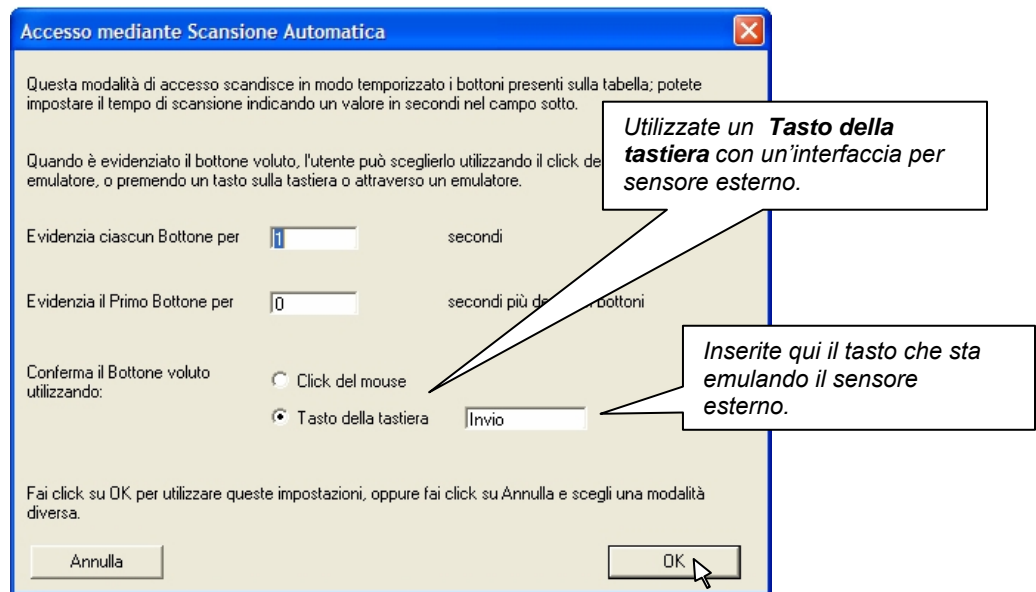 Accesso mediante Scansione Automatica
Questa modalità di accesso scandisce in modo temporizzato i bottoni presenti sulla tabella; potete
impostare il tempo di scansione indicando un valore in secondi nel campo sotto.
Utilizzate un Tasto della
tastiera con un'interfaccia per
sensore esterno.
Quando è evidenziato il bottone voluto, l'utente può sceglierlo utilizzando il click
emulatore, o premendo un tasto sulla tastiera o attraverso un emulatore.
Evidenzia ciascun Bottone per 1 secondi
Evidenzia il Primo Bottone per 0 secondi più bottoni
Inserite qui il tasto che sta
emulando il sensore
esterno.
Conferma il Bottone voluto
utilizzando:
Click del mouse
Tasto della tastiera Invio
Fai click su OK per utilizzare queste impostazioni, oppure fai click su Annulla e scegli una modalità
diversa.
Annulla OK